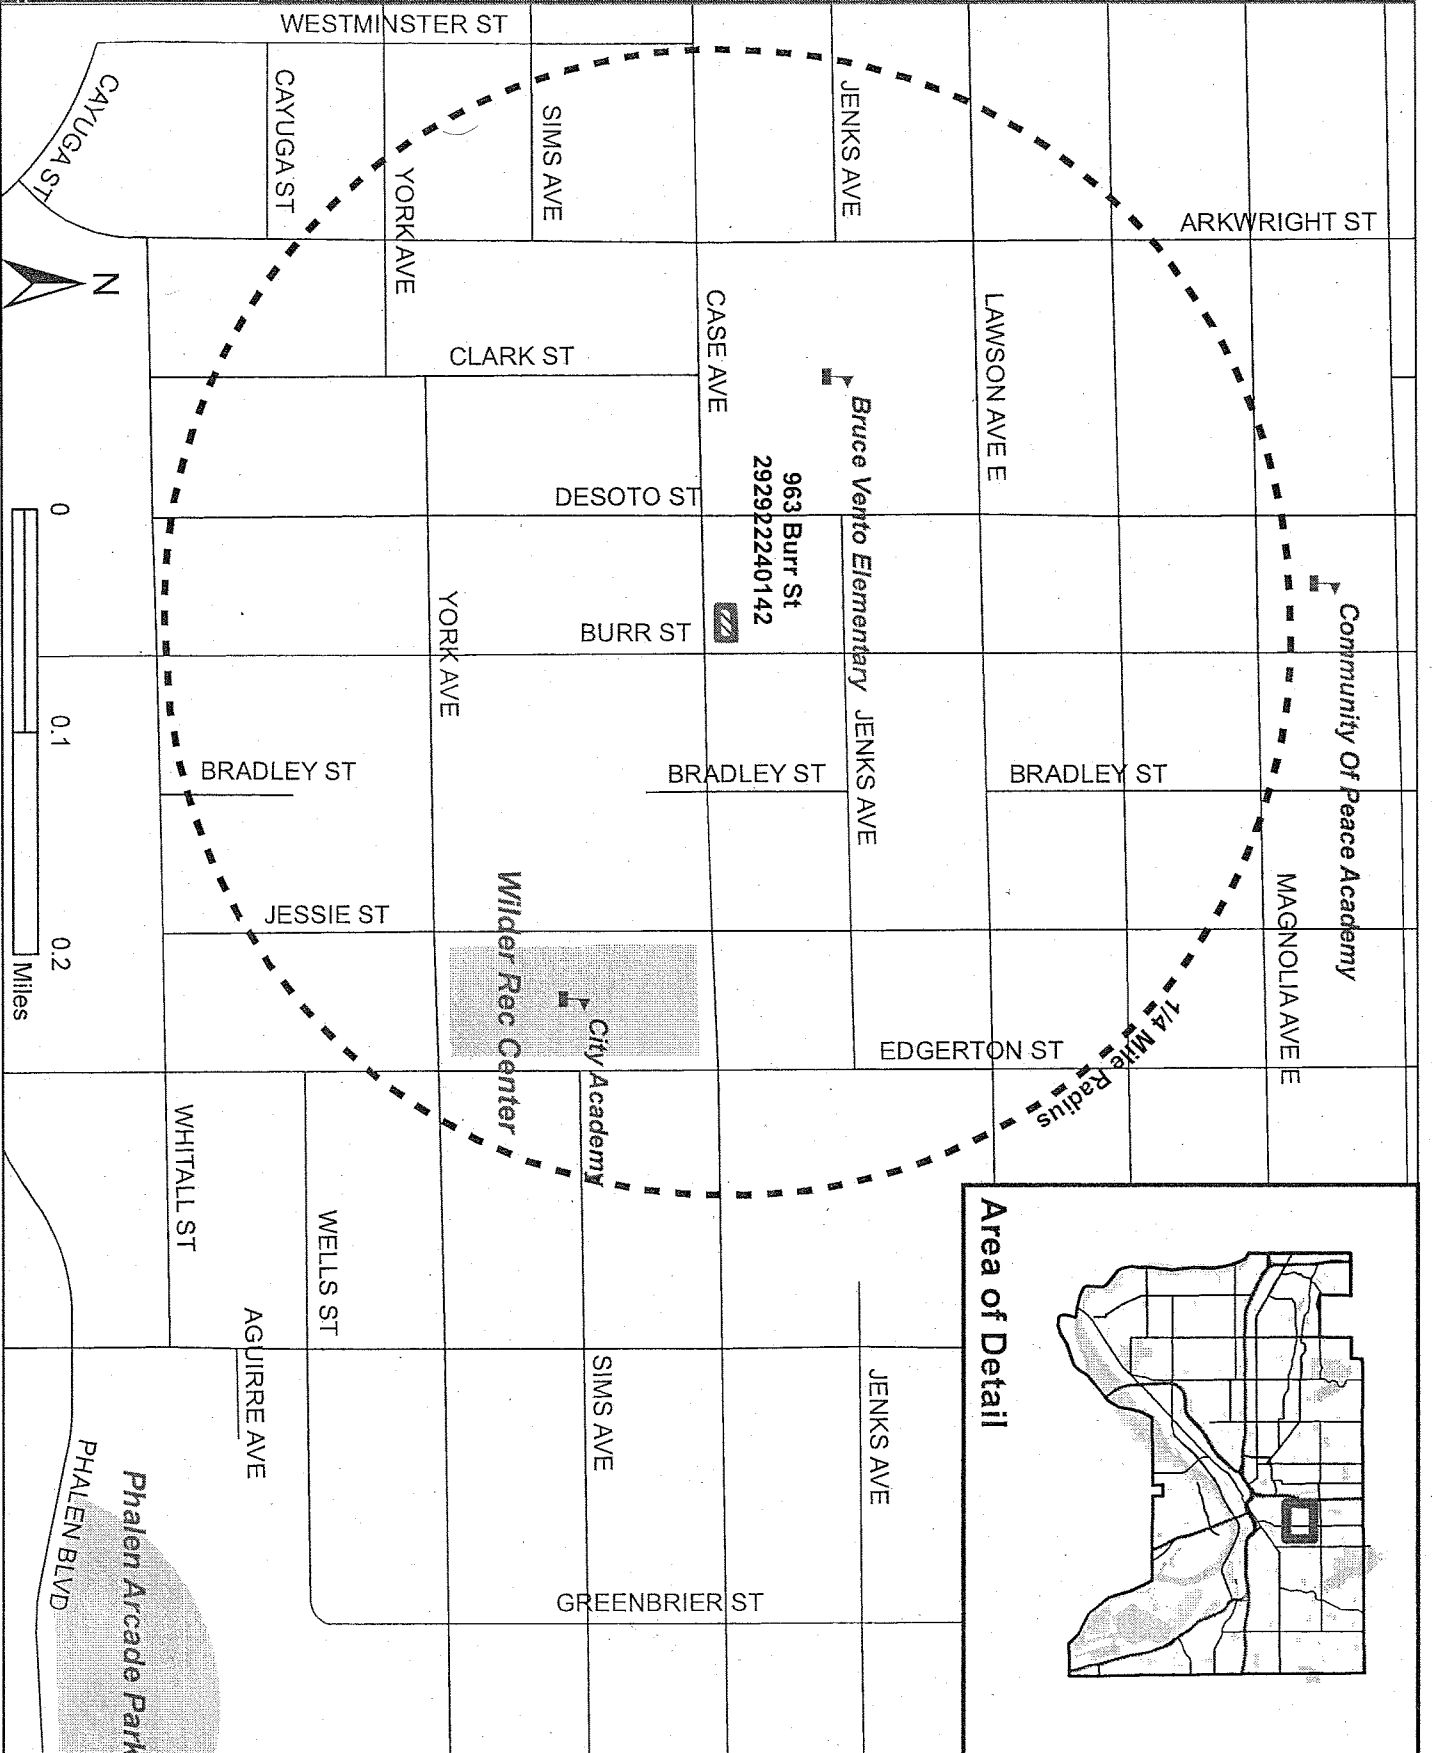 WESTMINSTER ST
CAYUGA ST
CAYUGA ST
YORK AVE
SIMS AVE
JENKS AVE
ARKWRIGHT ST
N
CLARK ST
CASE AVE
LAWSON AVE E
Bruce Vento Elementary
963 Burr St
292922240142
DESOTO ST
BURR ST
YORK AVE
JENKS AVE
Community Of Peace Academy
BRADLEY ST
BRADLEY ST
BRADLEY ST
JESSIE ST
Wilder Rec Center
City Academy
MAGNOLIA AVE E
EDGERTON ST
1/4 Mile Radius
0
0.1
0.2
Miles
WHITALL ST
WELLS ST
AGUIRRE AVE
SIMS AVE
JENKS AVE
GREENBRIER ST
PHALEN BLVD
Phalen Arcade Park
Area of Detail